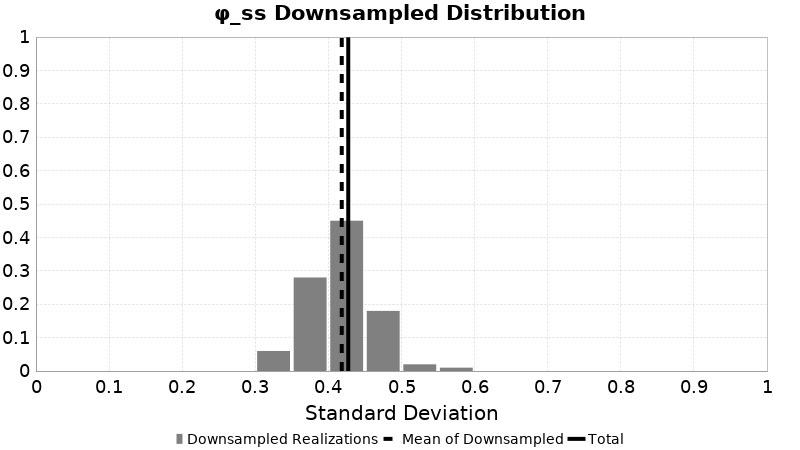 φ_ss Downsampled Distribution
1
0.9
0.8
0.7
0.6
0.5
0.4
0.3
0.2
0.1
0
0 0.1 0.2 0.3 0.4 0.5 0.6 0.7 0.8 0.9 1
Standard Deviation
Downsampled Realizations Mean of Downsampled Total